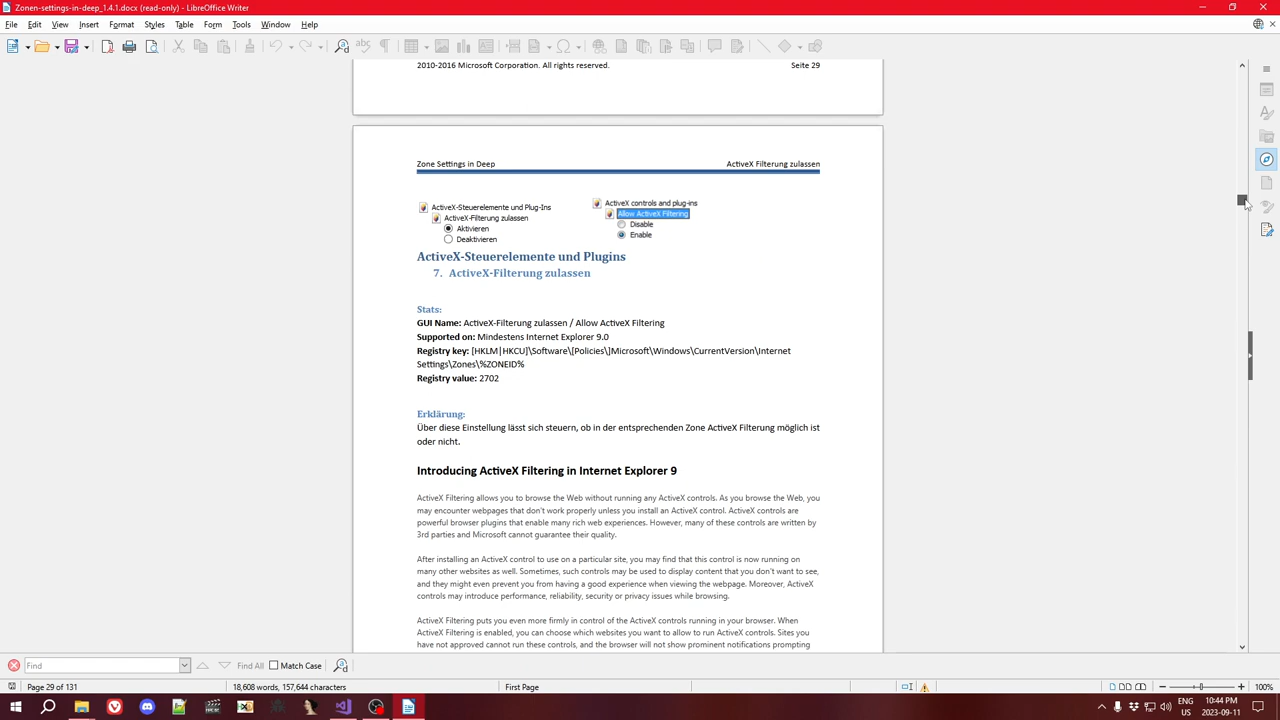 Zonen-settings-in-deep_1.4.1.docx (read-only) - LibreOffice Writer
File Edit View Insert Format Styles Table Form Tools Window Help
2010-2016 Microsoft Corporation. All rights reserved. Seite 29
Zone Settings in Deep ActiveX Filterung zulassen
ActiveX-Steuerelemente und Plug-Ins
ActiveX-Filterung zulassen
Aktivieren
Deaktivieren
ActiveX controls and plug-ins
Allow ActiveX Filtering
Disable
Enable
ActiveX-Steuerelemente und Plugins
7. ActiveX-Filterung zulassen
Stats:
GUI Name: ActiveX-Filterung zulassen / Allow ActiveX Filtering
Supported on: Mindestens Internet Explorer 9.0
Registry key: [HKLM|HKCU]\Software\[Policies\]Microsoft\Windows\CurrentVersion\Internet
Settings\Zones\%ZONEID%
Registry value: 2702
Erklärung:
Über diese Einstellung lässt sich steuern, ob in der entsprechenden Zone ActiveX Filterung möglich ist
oder nicht.
Introducing ActiveX Filtering in Internet Explorer 9
ActiveX Filtering allows you to browse the Web without running any ActiveX controls. As you browse the Web, you
may encounter webpages that don't work properly unless you install an ActiveX control. ActiveX controls are
powerful browser plugins that enable many rich web experiences. However, many of these controls are written by
3rd parties and Microsoft cannot guarantee their quality.
After installing an ActiveX control to use on a particular site, you may find that this control is now running on
many other websites as well. Sometimes, such controls may be used to display content that you don't want to see,
and they might even prevent you from having a good experience when viewing the webpage. Moreover, ActiveX
controls may introduce performance, reliability, security or privacy issues while browsing.
ActiveX Filtering puts you even more firmly in control of the ActiveX controls running in your browser. When
ActiveX Filtering is enabled, you can choose which websites you want to allow to run ActiveX controls. Sites you
have not approved cannot run these controls, and the browser will not show prominent notifications prompting
Find Find All Match Case
Page 29 of 131 18,608 words, 157,644 characters First Page 100%
ENG 10:44 PM
US 2023-09-11